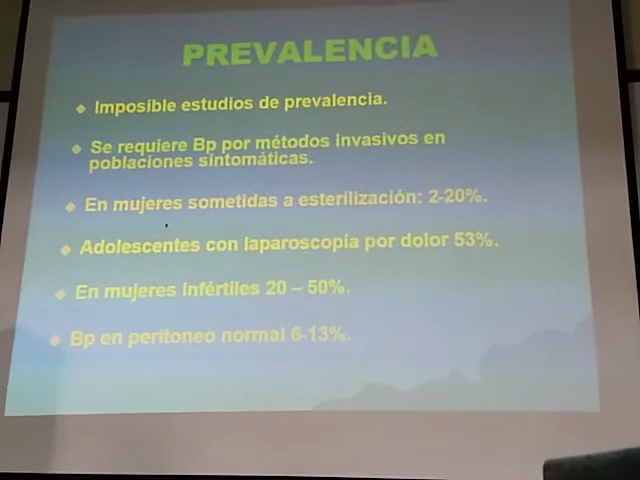 PREVALENCIA
Imposible estudios de prevalencia.
Se requiere Bp por métodos invasivos en
poblaciones sintomáticas.
En mujeres sometidas a esterilización: 2-20%.
Adolescentes con laparoscopía por dolor 53%.
En mujeres infértiles 20 – 50%.
Bp en peritoneo normal 6-13%.